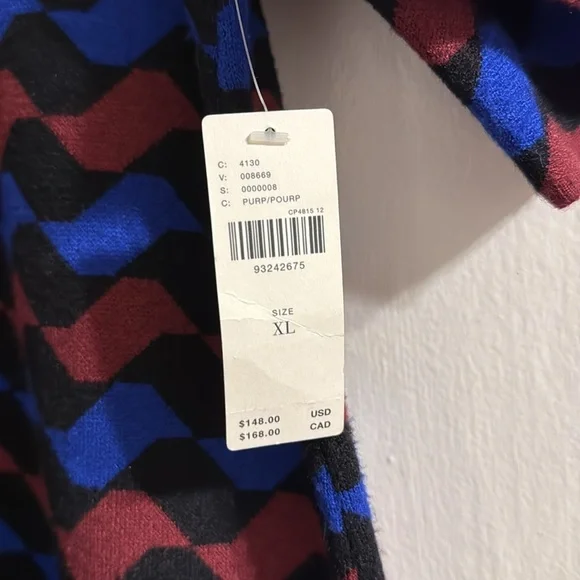 C: 4130
V: 008669
S: 0000008
C: PURP/POURP
CP4815 12
93242675
SIZE
XL
$148.00 USD
$168.00 CAD